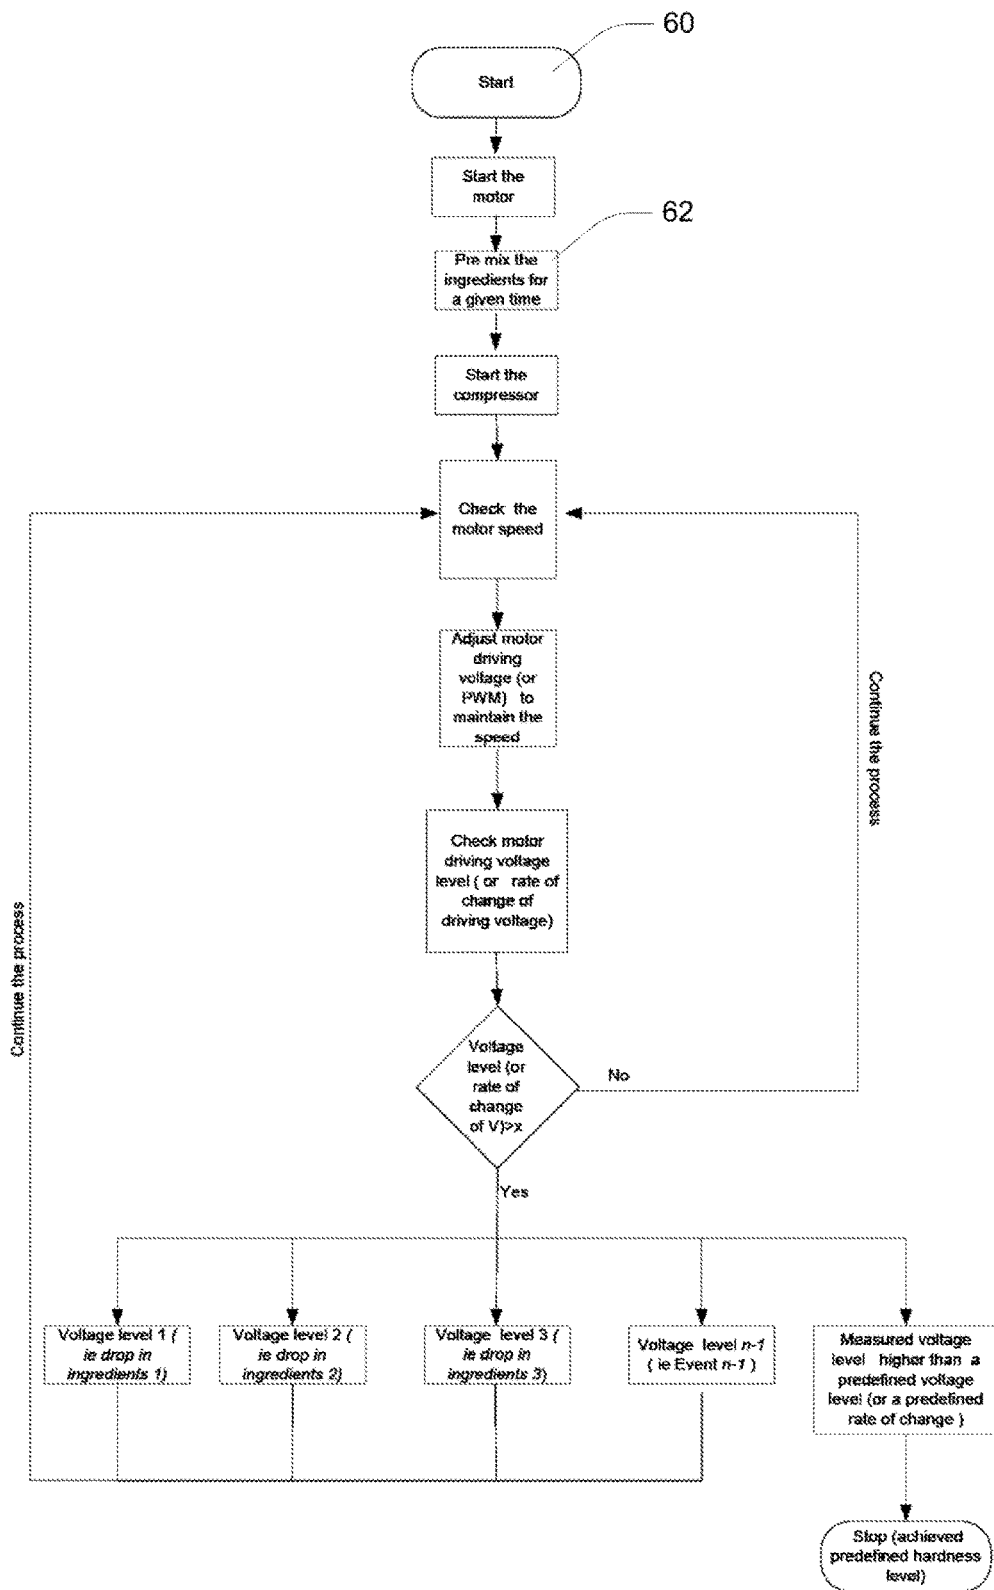 60
Start
Start the
motor
62
Pre mix the
ingredients for
a given time
Start the
compressor
Check the
motor speed
Adjust motor
driving
voltage (or
PWM) to
maintain the
speed
Continue the process
Check motor
driving voltage
level ( or rate of
change of
driving voltage)
Continue the process
Voltage
level (or
rate of
change
of V)>x
No
Yes
Voltage level 1 (
ie drop in
ingredients 1)
Voltage level 2 (
ie drop in
ingredients 2)
Voltage level 3 (
ie drop in
ingredients 3)
Voltage level n-1
( ie Event n-1 )
Measured voltage
level higher than a
predefined voltage
level (or a predefined
rate of change )
Stop (achieved
predefined hardness
level)